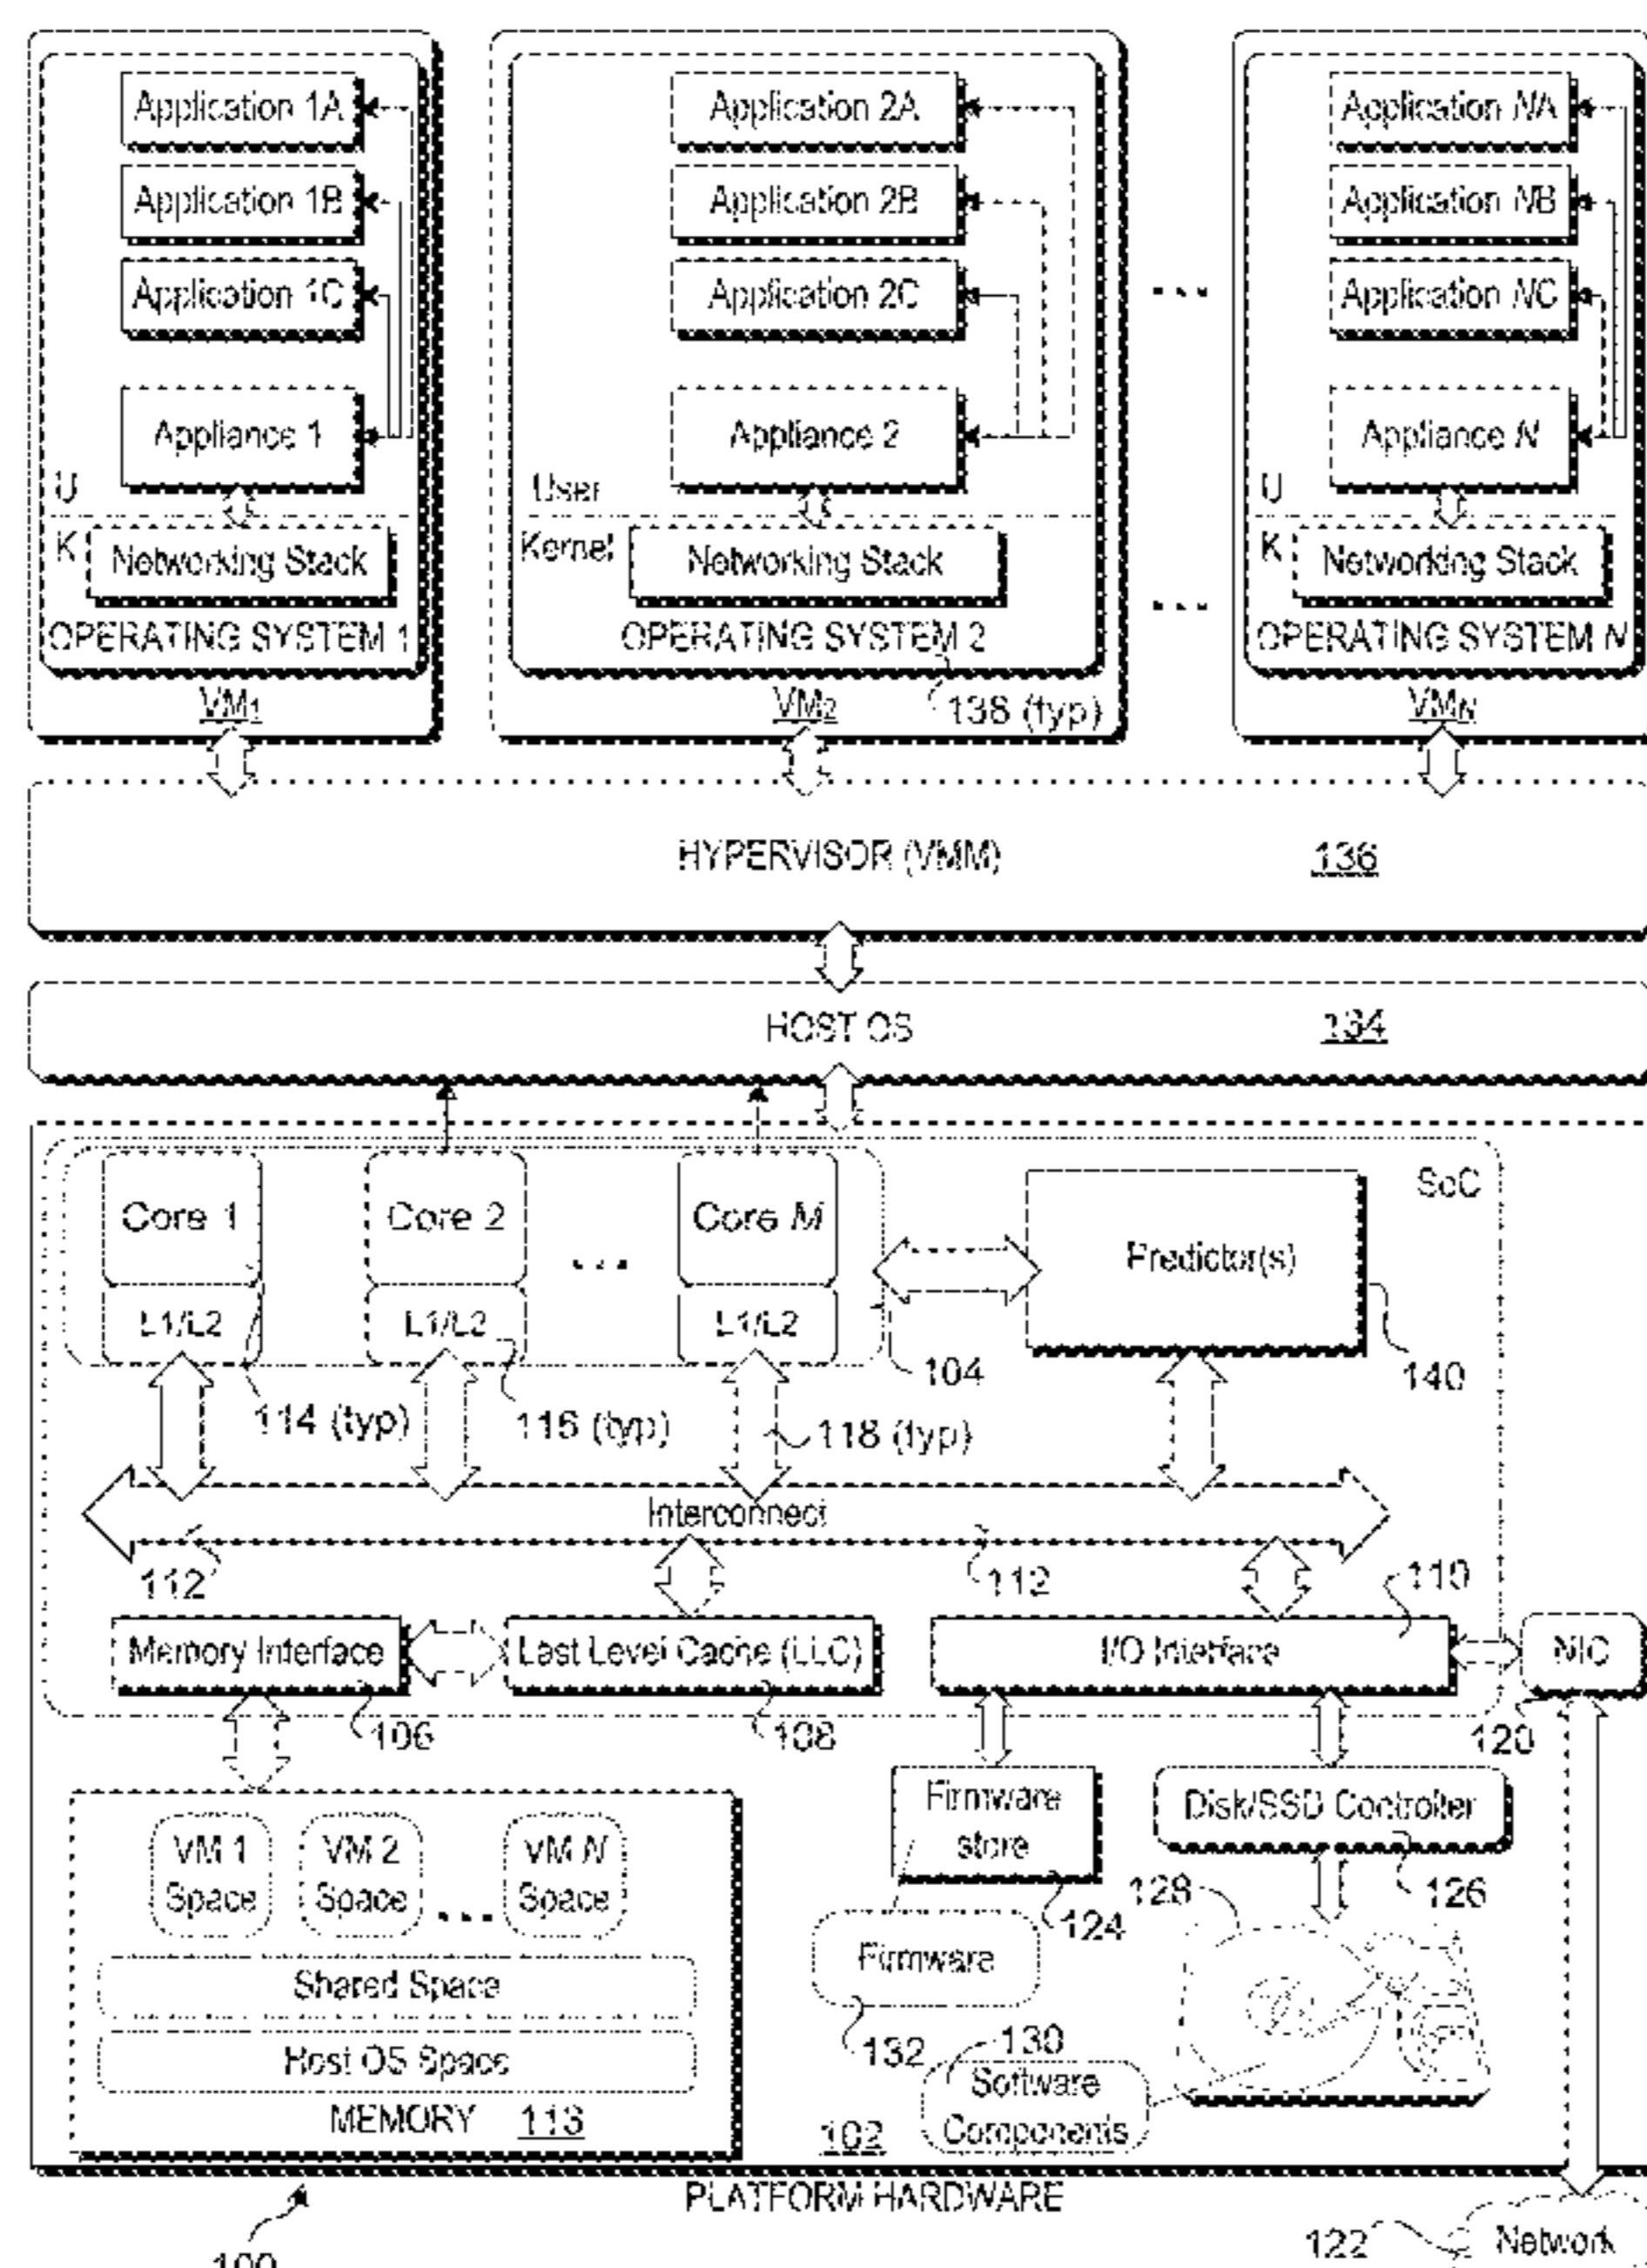 Application 1A
Application 2A
Application NA
Application 1B
Application 2B
Application NB
Application 1C
Application 2C
Application NC
...
Appliance 1
Appliance 2
Appliance N
U
User
U
K
Networking Stack
Kernel
Networking Stack
K
Networking Stack
...
OPERATING SYSTEM 1
OPERATING SYSTEM 2
OPERATING SYSTEM N
VM1
VM2
138 (typ)
VMN
HYPERVISOR (VMM)
136
HOST OS
134
SoC
Core 1
Core 2
...
Core M
Predictor(s)
L1/L2
L1/L2
L1/L2
104
140
114 (typ)
116 (typ)
118 (typ)
Interconnect
112
112
110
Memory Interface
Last Level Cache (LLC)
I/O Interface
NIC
106
108
120
VM 1
Space
VM 2
Space
...
VM N
Space
Firmware
store
Disk/SSD Controller
124
128
126
Shared Space
Firmware
Host OS Space
132
130
Software
Components
MEMORY
118
102
PLATFORM HARDWARE
100
122
Network